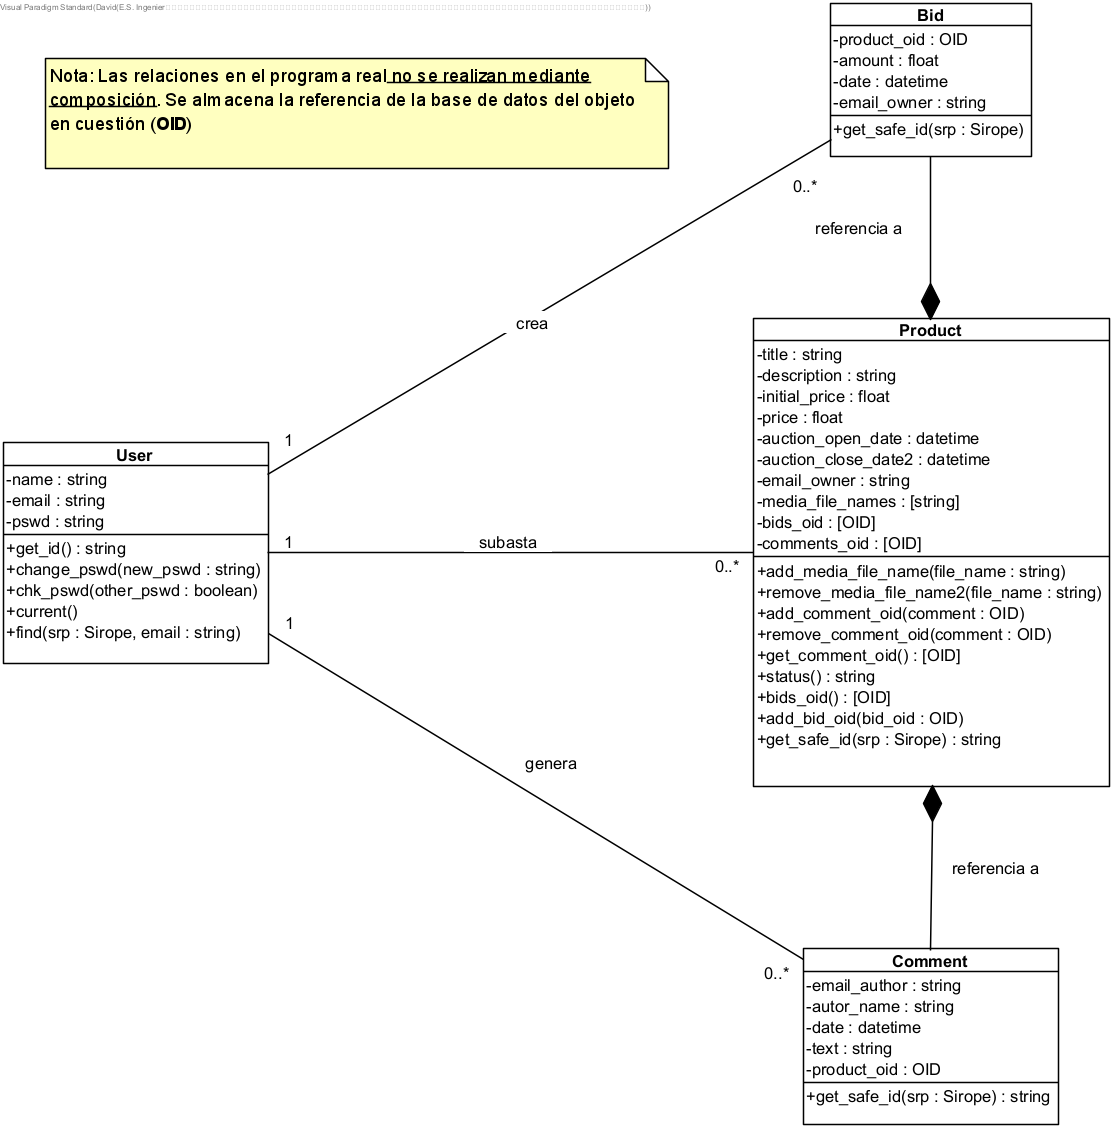 Visual Paradigm Standard(David(E.S. Ingenier
Bid
-product_oid : OID
-amount : float
-date : datetime
-email_owner : string
+get_safe_id(srp : Sirope)
Nota: Las relaciones en el programa real no se realizan mediante
composición. Se almacena la referencia de la base de datos del objeto
en cuestión (OID)
0..*
referencia a
crea
1
Product
-title : string
-description : string
-initial_price : float
-price : float
-auction_open_date : datetime
-auction_close_date2 : datetime
-email_owner : string
-media_file_names : [string]
-bids_oid : [OID]
-comments_oid : [OID]
+add_media_file_name(file_name : string)
+remove_media_file_name2(file_name : string)
+add_comment_oid(comment : OID)
+remove_comment_oid(comment : OID)
+get_comment_oid() : [OID]
+status() : string
+bids_oid() : [OID]
+add_bid_oid(bid_oid : OID)
+get_safe_id(srp : Sirope) : string
User
-name : string
-email : string
-pswd : string
+get_id() : string
+change_pswd(new_pswd : string)
+chk_pswd(other_pswd : boolean)
+current()
+find(srp : Sirope, email : string)
1
subasta
0..*
1
genera
0..*
referencia a
Comment
-email_author : string
-autor_name : string
-date : datetime
-text : string
-product_oid : OID
+get_safe_id(srp : Sirope) : string